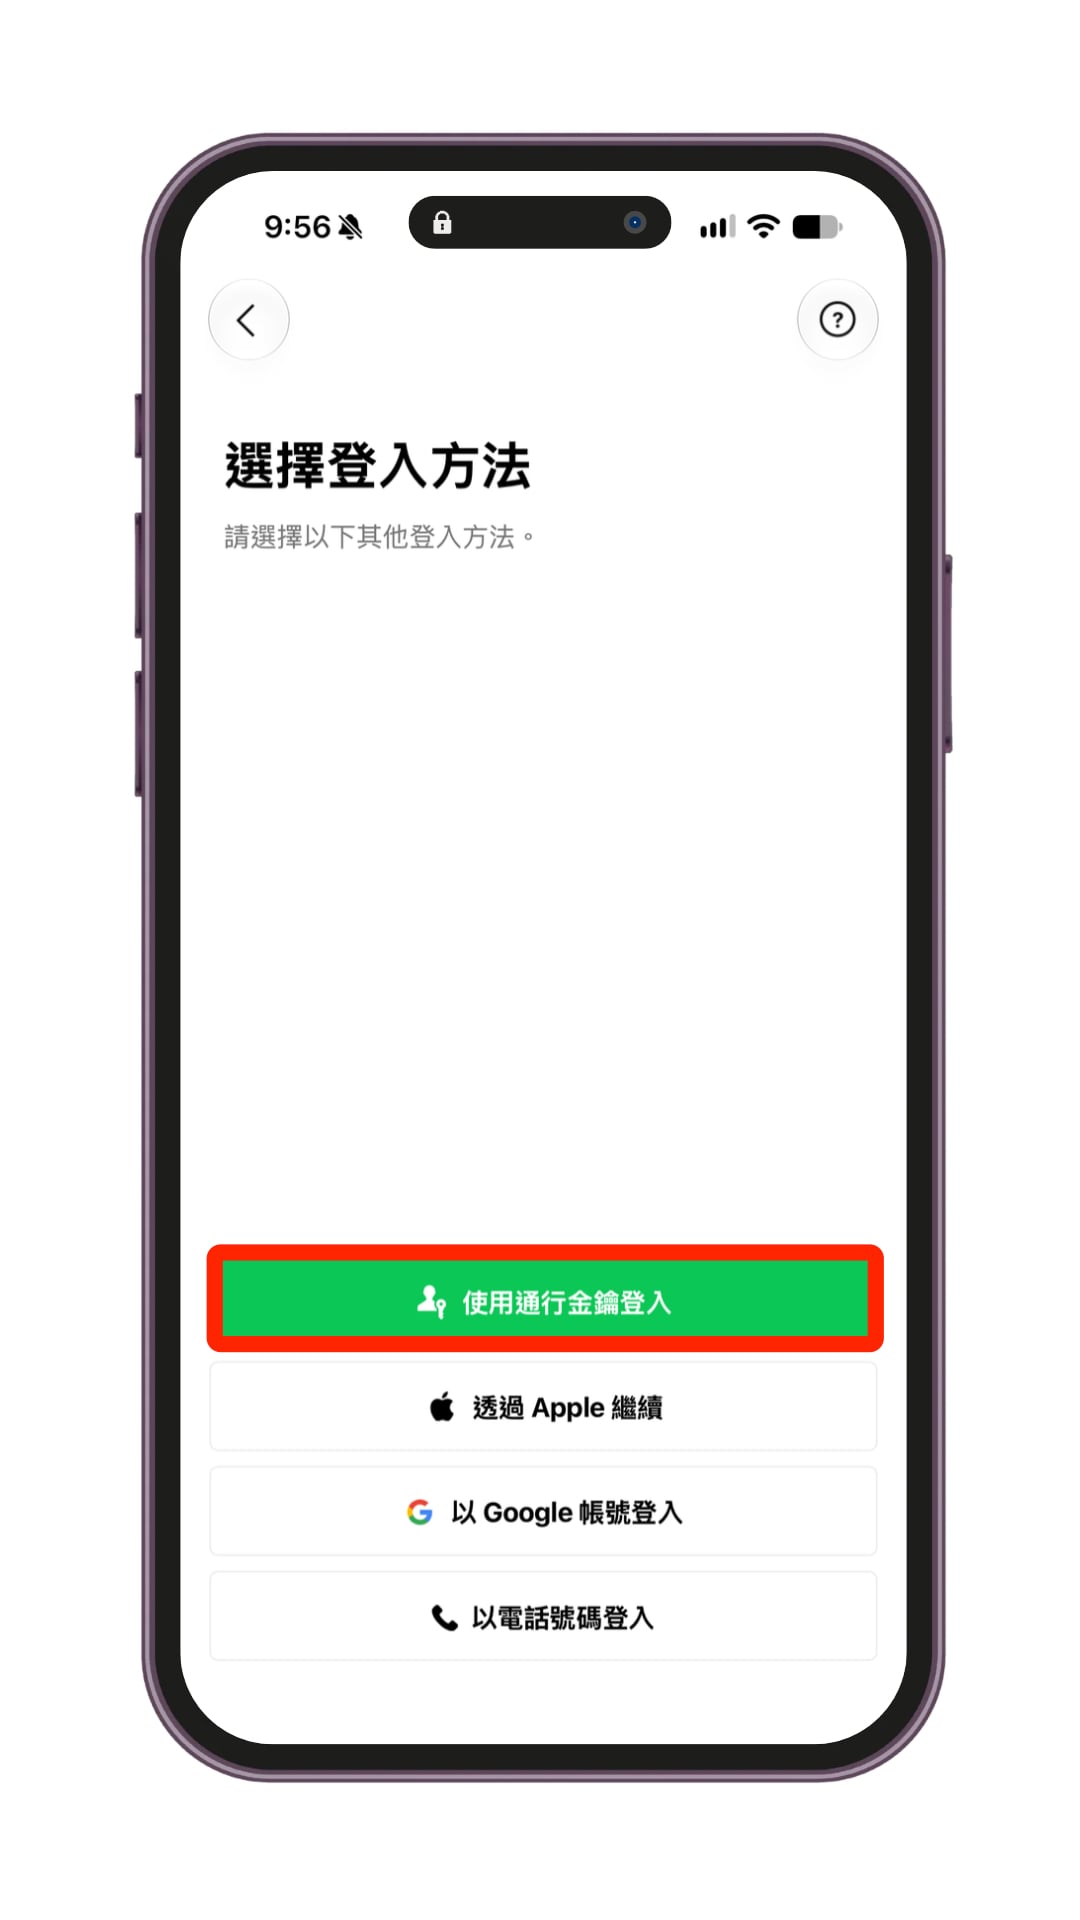 9:56
選擇登入方法
請選擇以下其他登入方法。
使用通行金鑰登入
透過 Apple 繼續
以 Google 帳號登入
以電話號碼登入